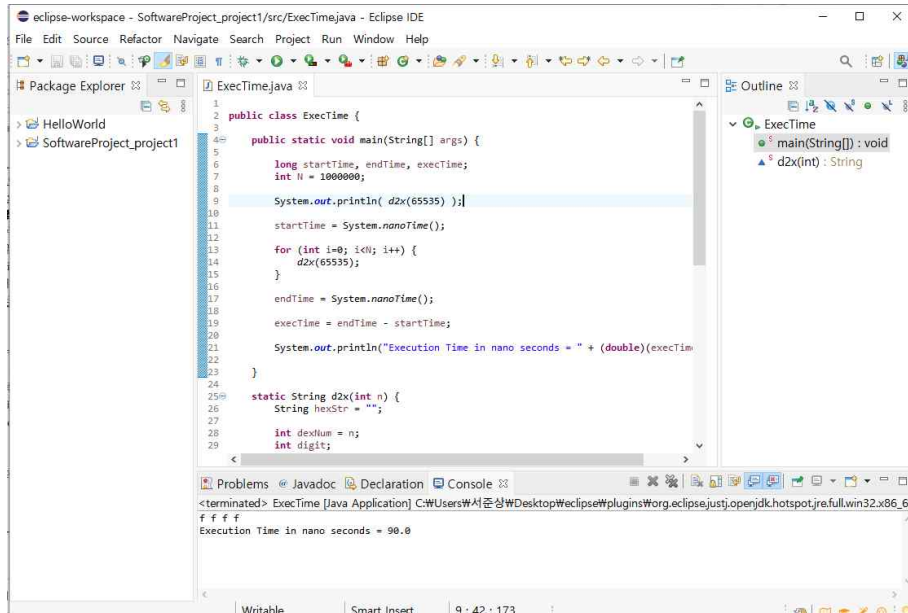 eclipse-workspace - SoftwareProject_project1/src/ExecTime.java - Eclipse IDE
File Edit Source Refactor Navigate Search Project Run Window Help
Package Explorer
HelloWorld
SoftwareProject_project1
ExecTime.java
1
2 public class ExecTime {
3
4 public static void main(String[] args) {
5
6 long startTime, endTime, execTime;
7 int N = 1000000;
8
9 System.out.println( d2x(65535) );
10
11 startTime = System.nanoTime();
12
13 for (int i=0; i<N; i++) {
14 d2x(65535);
15 }
16
17 endTime = System.nanoTime();
18
19 execTime = endTime - startTime;
20
21 System.out.println("Execution Time in nano seconds = " + (double)(execTim
22
23 }
24
25 static String d2x(int n) {
26 String hexStr = "";
27
28 int dexNum = n;
29 int digit;
Outline
ExecTime
main(String[]) : void
d2x(int) : String
Problems @ Javadoc Declaration Console
<terminated> ExecTime [Java Application] C:₩Users₩서준상₩Desktop₩eclipse₩plugins₩org.eclipse.justj.openjdk.hotspot.jre.full.win32.x86_6
f f f f
Execution Time in nano seconds = 90.0
Writable Smart Insert 9 : 42 : 173